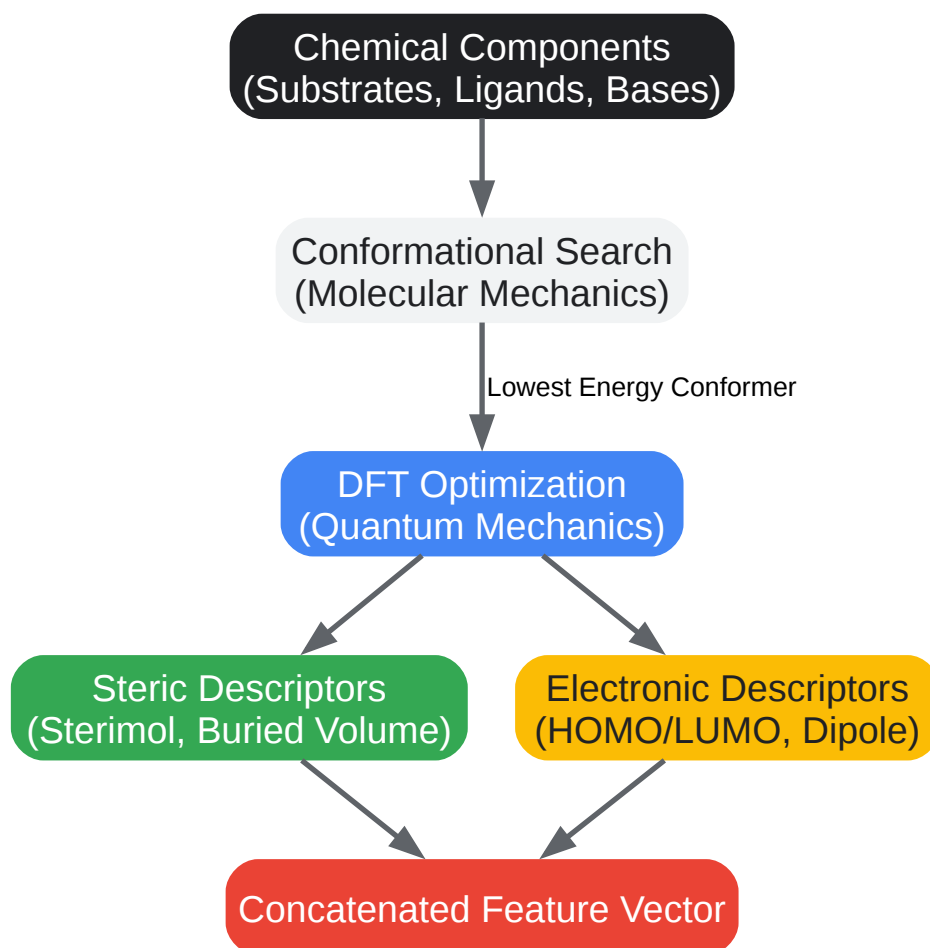 Chemical Components
(Substrates, Ligands, Bases)
Conformational Search
(Molecular Mechanics)
Lowest Energy Conformer
DFT Optimization
(Quantum Mechanics)
Steric Descriptors
(Sterimol, Buried Volume)
Electronic Descriptors
(HOMO/LUMO, Dipole)
Concatenated Feature Vector